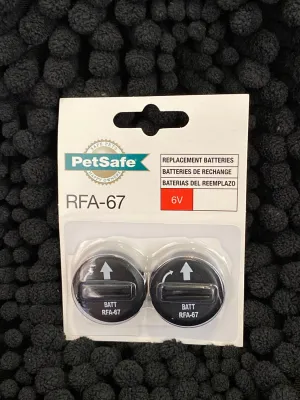 PetSafe
RFA-67
REPLACEMENT BATTERIES
BATTERIES DE RECHANGE
BATERIAS DEL REEMPLAZO
6V
BATT
RFA-67
BATT
RFA-67